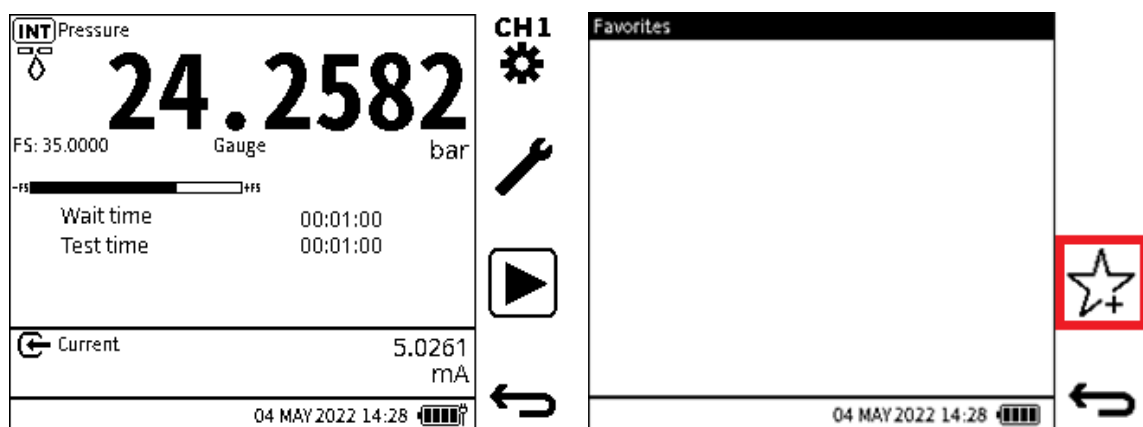 INT Pressure
CH1
24.2582
FS: 35.0000 Gauge bar
-FS +FS
Wait time 00:01:00
Test time 00:01:00
Current 5.0261
mA
04 MAY 2022 14:28
Favorites
04 MAY 2022 14:28